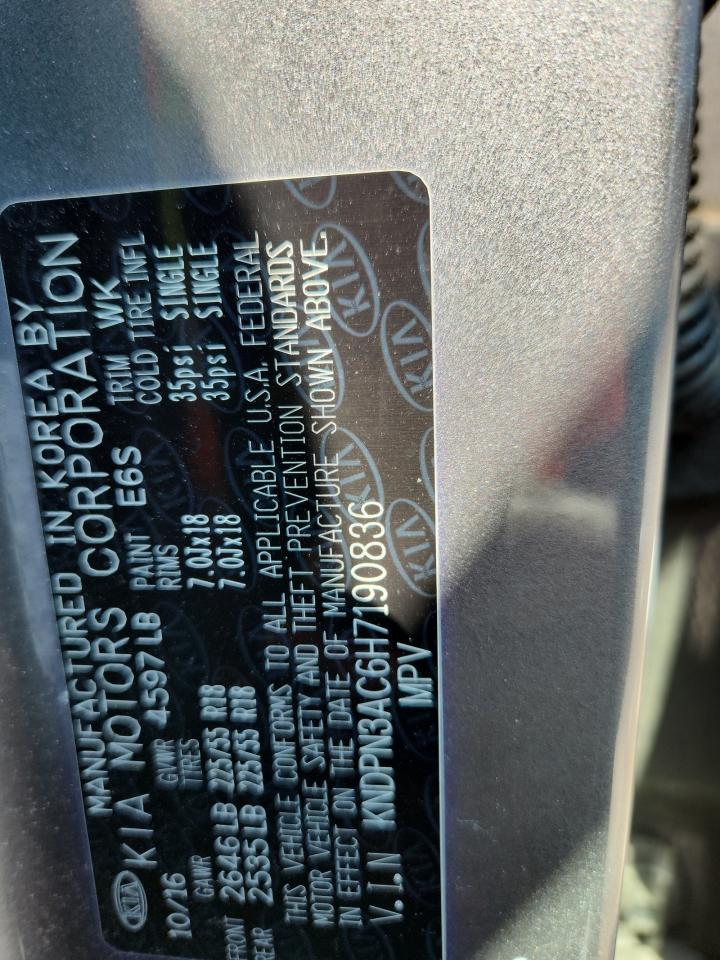 MANUFACTURED IN KOREA BY
KIA KIA MOTORS CORPORATION
10/16 GVWR 4597LB PAINT E6S TRIM WK
GAWR TIRES RIMS COLD TIRE INFL
FRONT 2646LB 225/55 R18 7.0Jx18 35psi SINGLE
REAR 2535LB 225/55 R18 7.0Jx18 35psi SINGLE
THIS VEHICLE CONFORMS TO ALL APPLICABLE U.S.A. FEDERAL
MOTOR VEHICLE SAFETY AND THEFT PREVENTION STANDARDS
IN EFFECT ON THE DATE OF MANUFACTURE SHOWN ABOVE.
V.I.N KNDPN3AC6H7190836
MPV